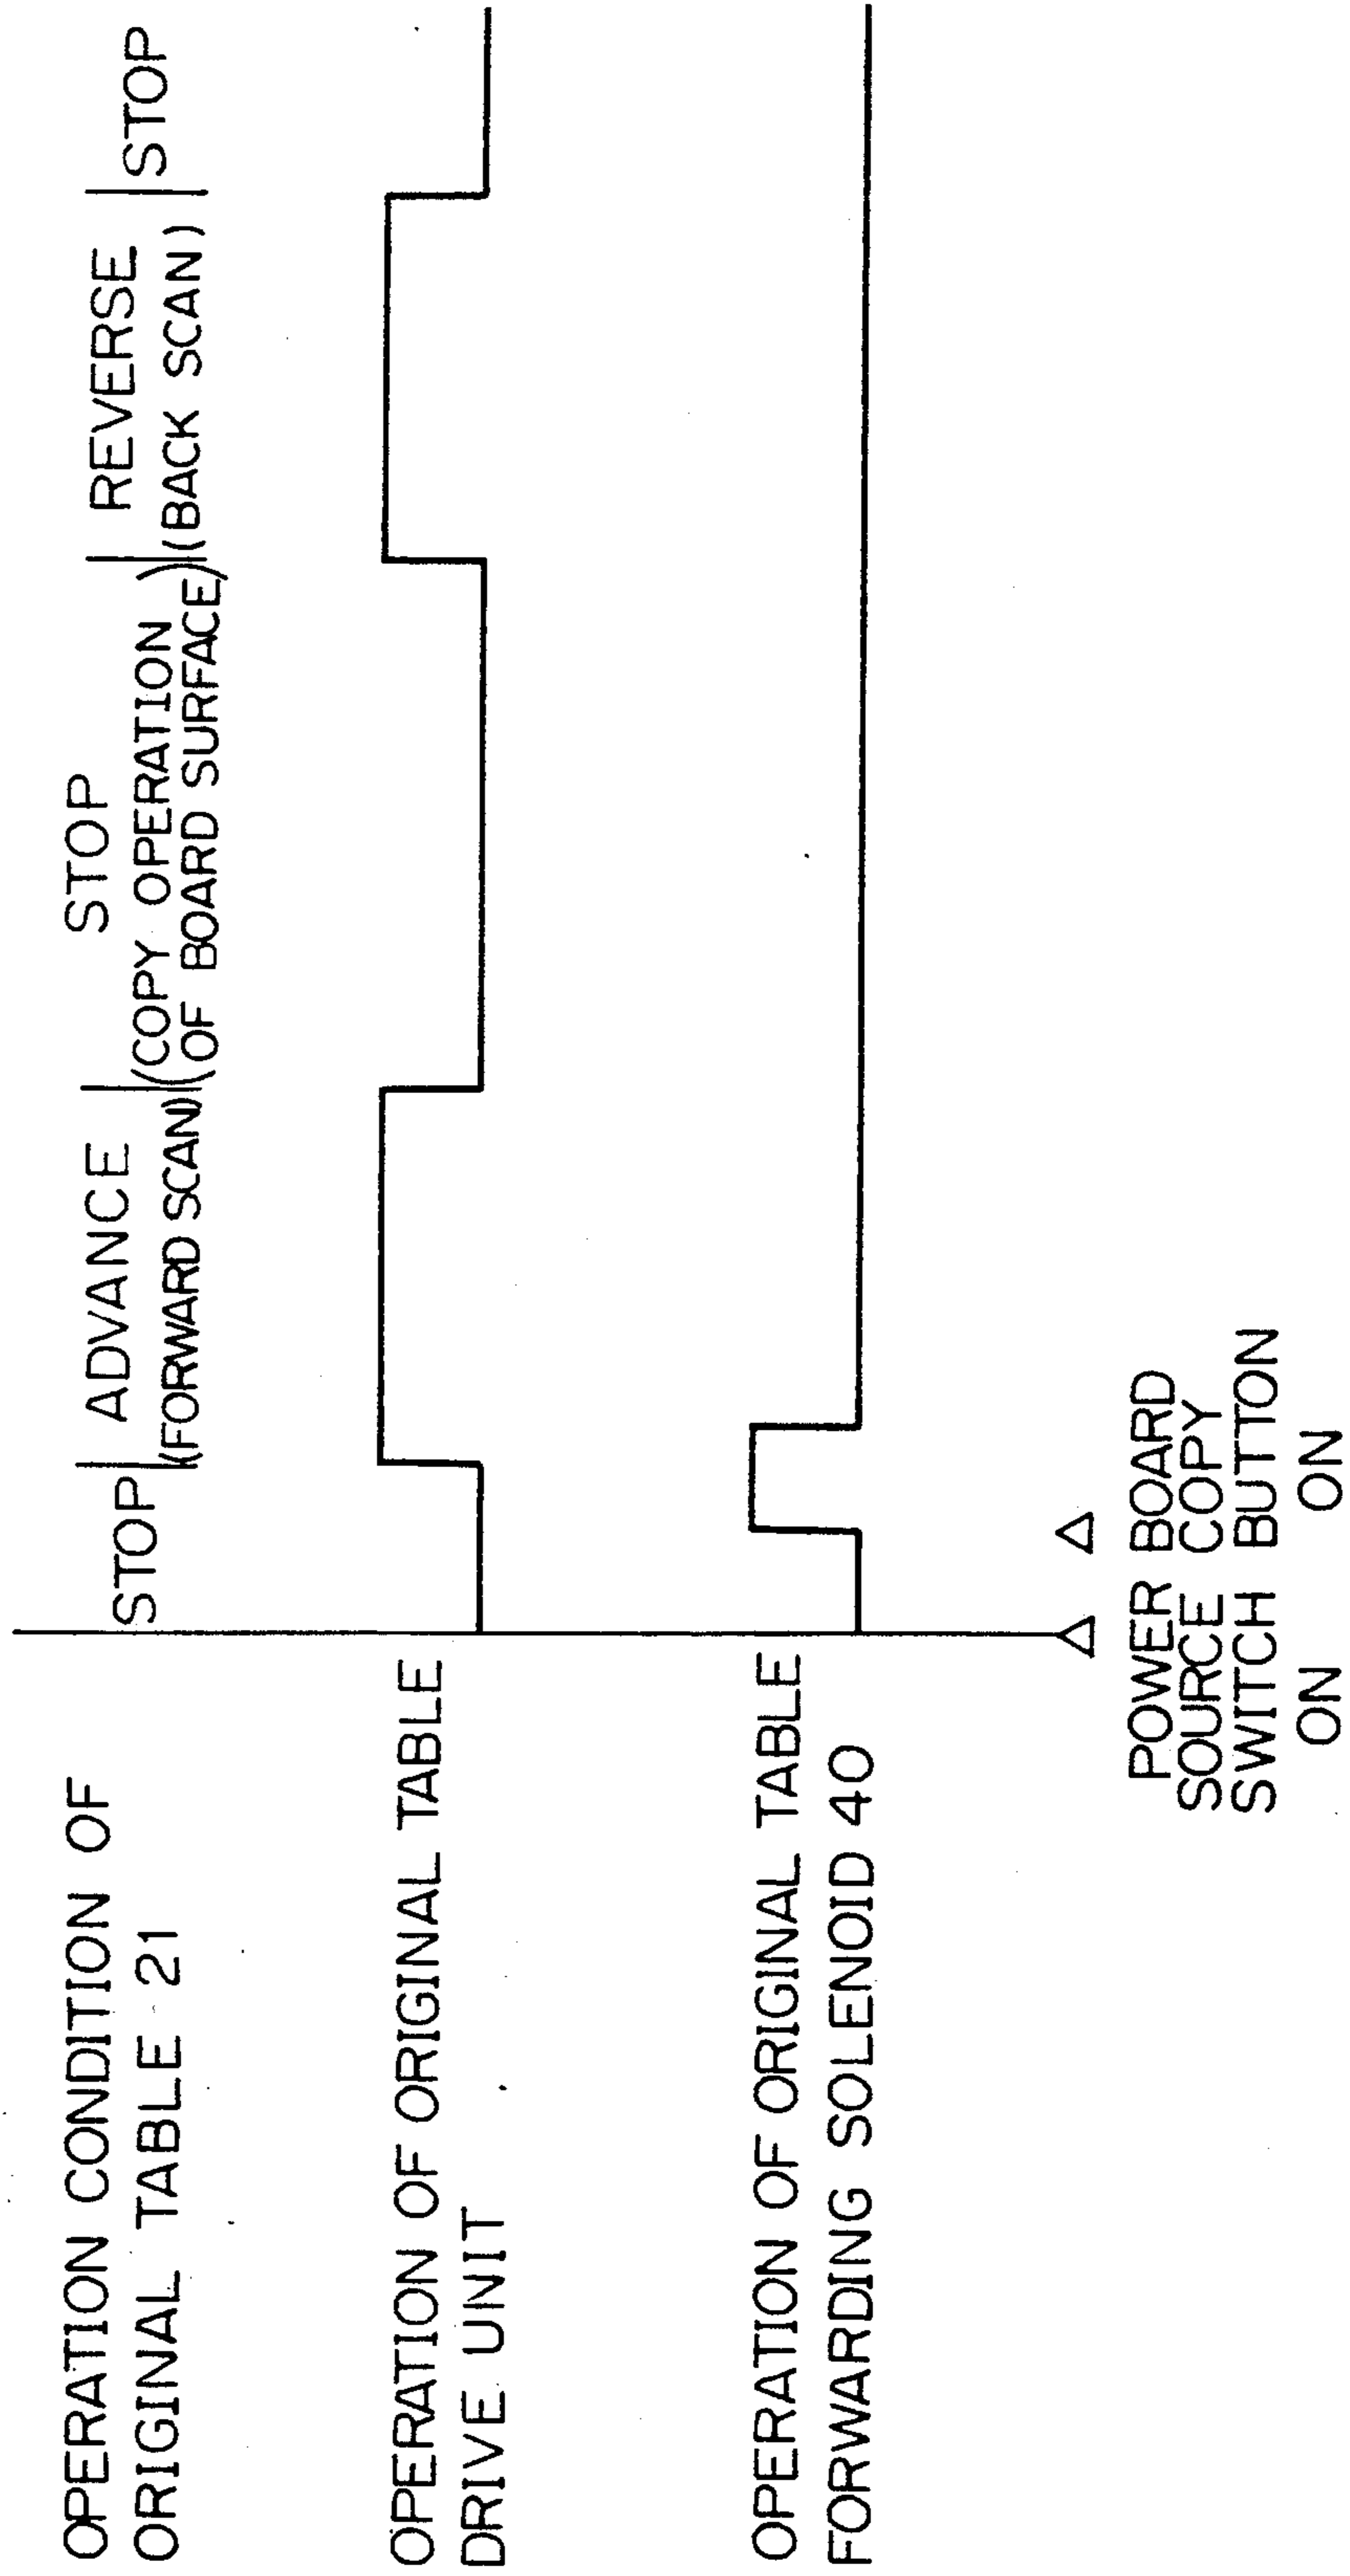 OPERATION CONDITION OF
ORIGINAL TABLE 21
STOP
ADVANCE
(FORWARD SCAN)
STOP
(COPY OPERATION)
(OF BOARD SURFACE)
REVERSE
(BACK SCAN)
STOP
OPERATION OF ORIGINAL TABLE
DRIVE UNIT
OPERATION OF ORIGINAL TABLE
FORWARDING SOLENOID 40
POWER
SOURCE
SWITCH
ON
BOARD
COPY
BUTTON
ON